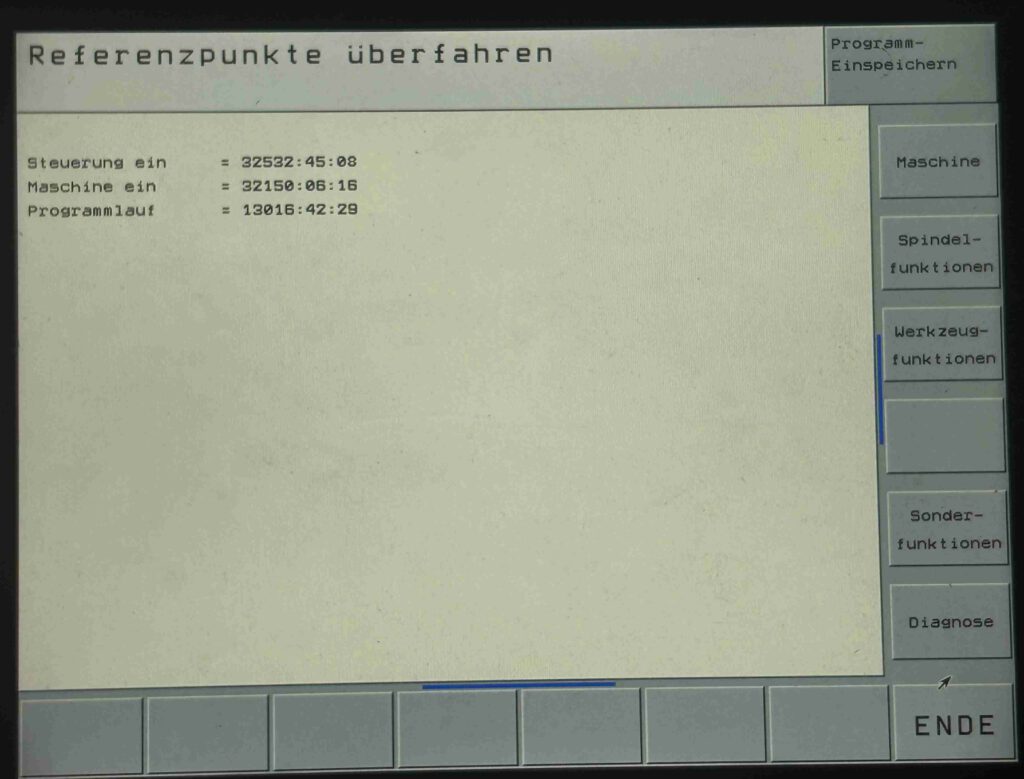 Referenzpunkte überfahren
Programm-
Einspeichern
Steuerung ein = 32532:45:08
Maschine ein = 32150:06:16
Programmlauf = 13016:42:29
Maschine
Spindel-
funktionen
Werkzeug-
funktionen
Sonder-
funktionen
Diagnose
ENDE